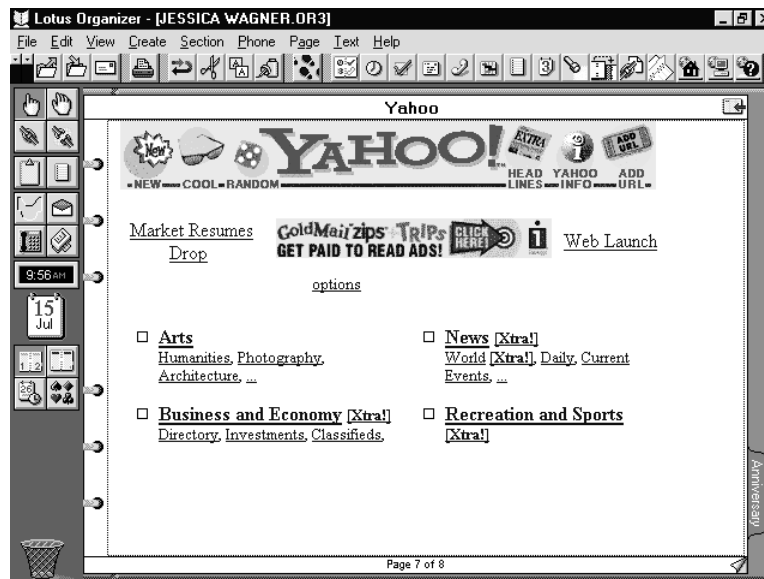 Lotus Organizer - [JESSICA WAGNER.OR3]
File Edit View Create Section Phone Page Text Help
Yahoo
New
EXTRA
i
ADD URL
YAHOO!
NEW COOL RANDOM
HEAD LINES
YAHOO INFO
ADD URL
Market Resumes
Drop
GoldMail zips TRIPS
GET PAID TO READ ADS!
CLICK HERE!
i
Web Launch
options
Arts
Humanities, Photography,
Architecture, ...
News [Xtra!]
World [Xtra!], Daily, Current
Events, ...
Business and Economy [Xtra!]
Directory, Investments, Classifieds,
Recreation and Sports
[Xtra!]
9:56AM
15
Jul
1 2
26
Anniversary
Page 7 of 8